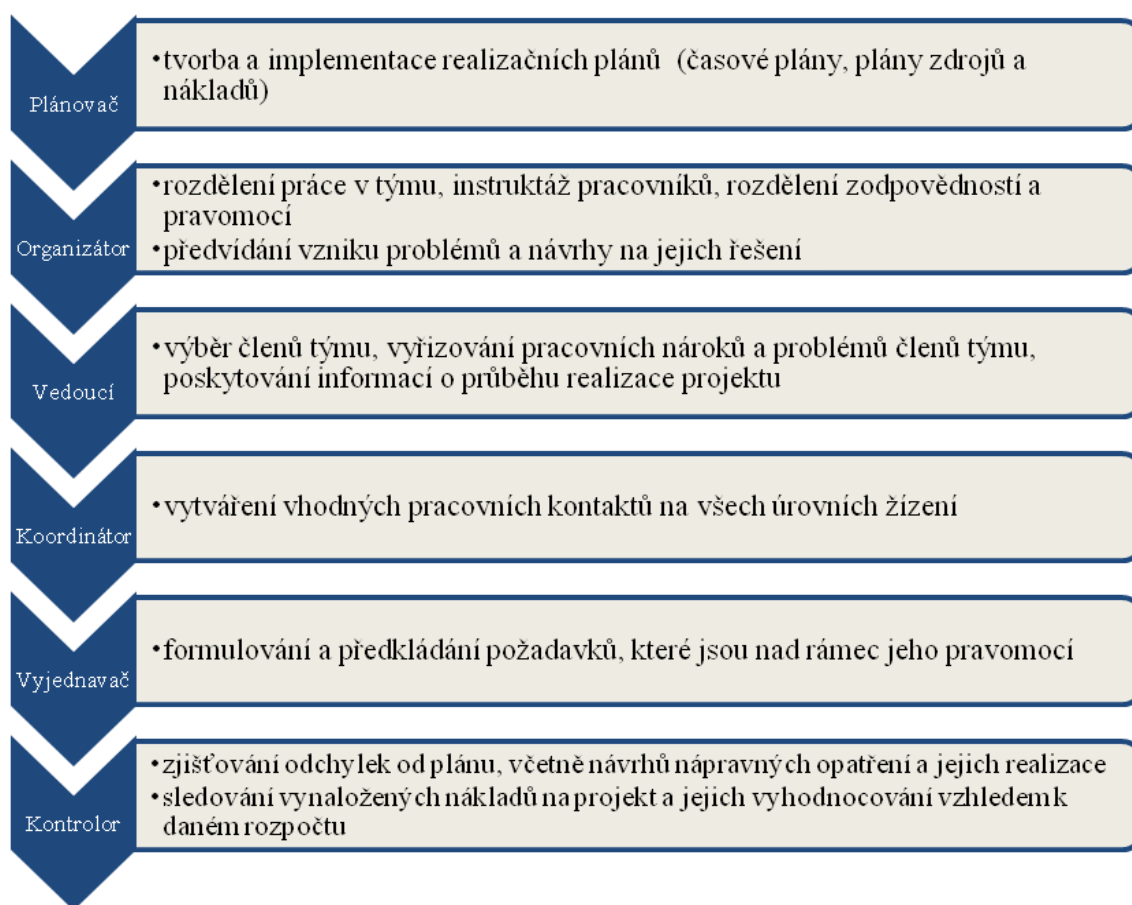 Plánovač
•tvorba a implementace realizačních plánů (časové plány, plány zdrojů a
nákladů)
Organizátor
•rozdělení práce v týmu, instruktáž pracovníků, rozdělení zodpovědností a
pravomocí
•předvídání vzniku problémů a návrhy na jejich řešení
Vedoucí
•výběr členů týmu, vyřizování pracovních nároků a problémů členů týmu,
poskytování informací o průběhu realizace projektu
Koordinátor
•vytváření vhodných pracovních kontaktů na všech úrovních žízení
Vyjednavač
•formulování a předkládání požadavků, které jsou nad rámec jeho pravomocí
Kontrolor
•zjišťování odchylek od plánu, včetně návrhů nápravných opatření a jejich realizace
•sledování vynaložených nákladů na projekt a jejich vyhodnocování vzhledem k
daném rozpočtu